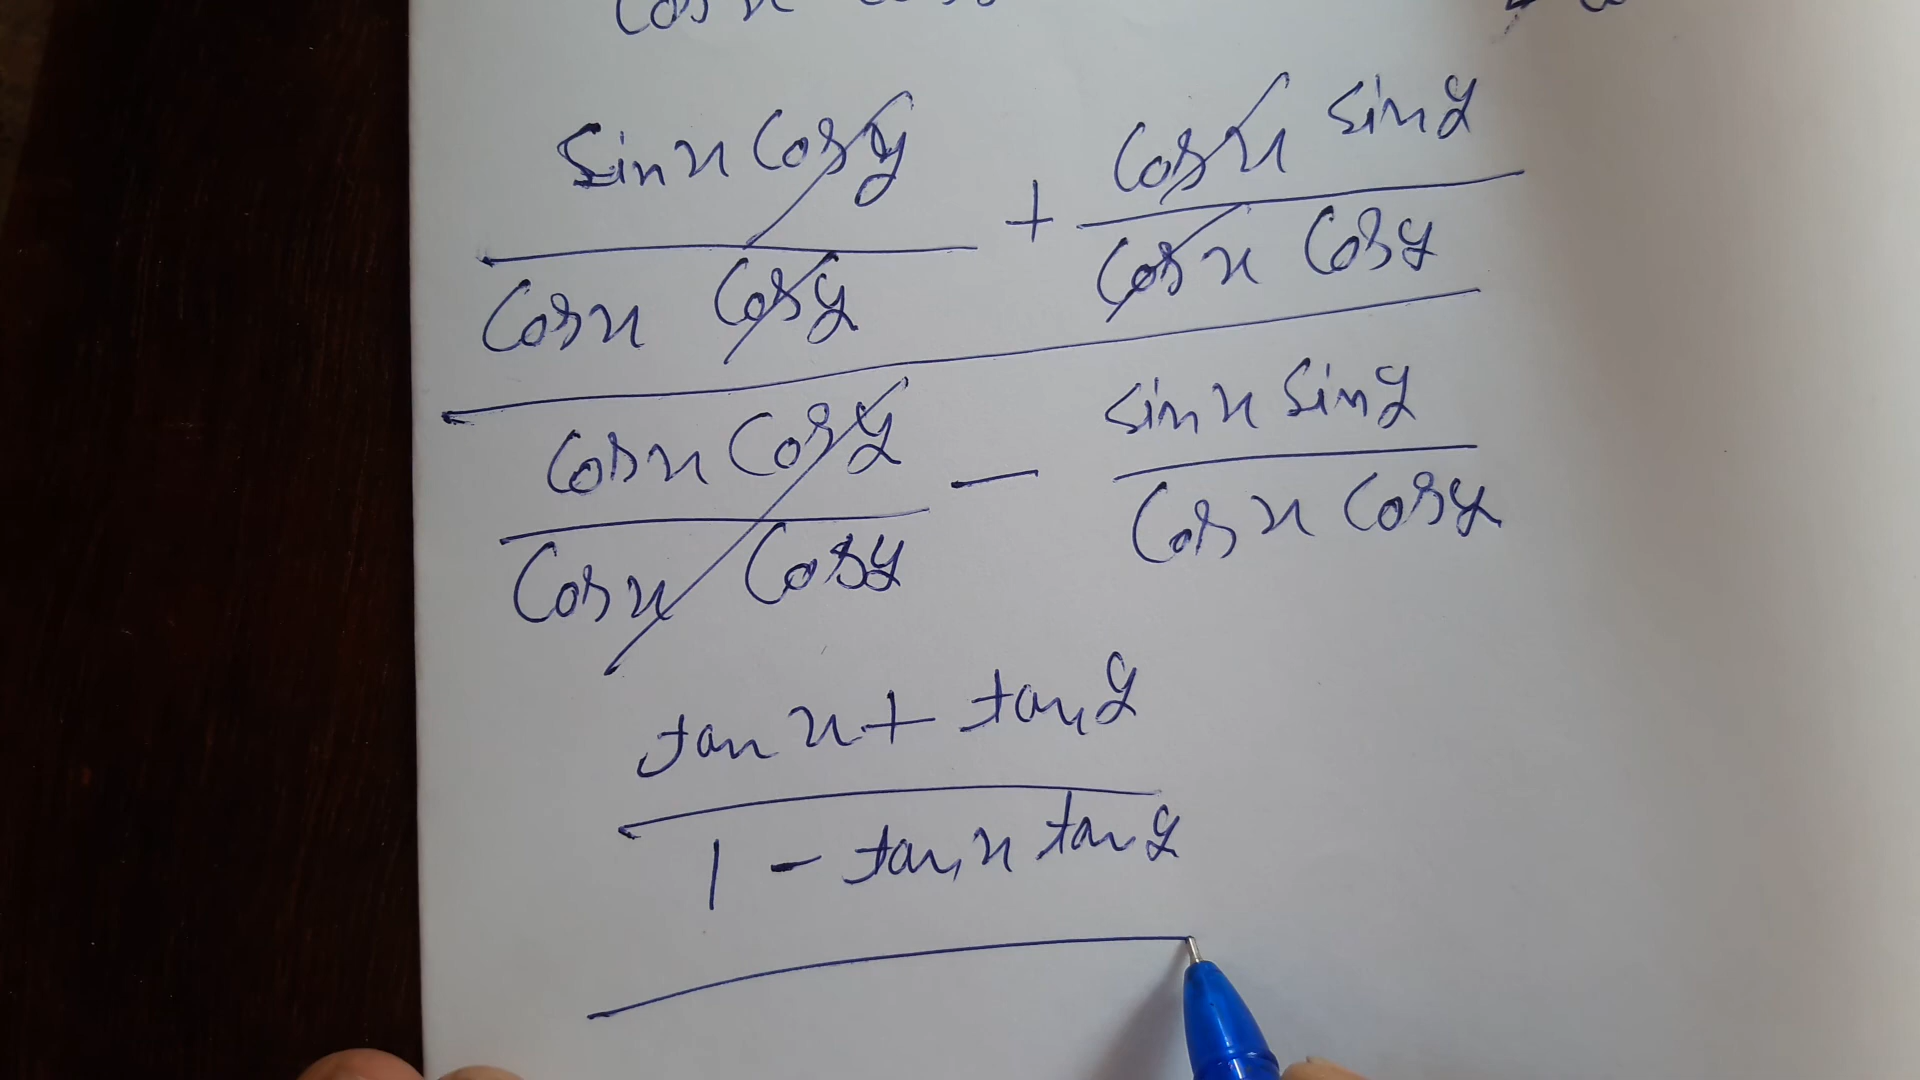 Sinx Cosy + Cosx siny
Cosx Cosy Cosx Cosy
Cosx Cosy - sinx Siny
Cosx Cosy Cosx Cosy
tanx + tany
1 - tanx tany